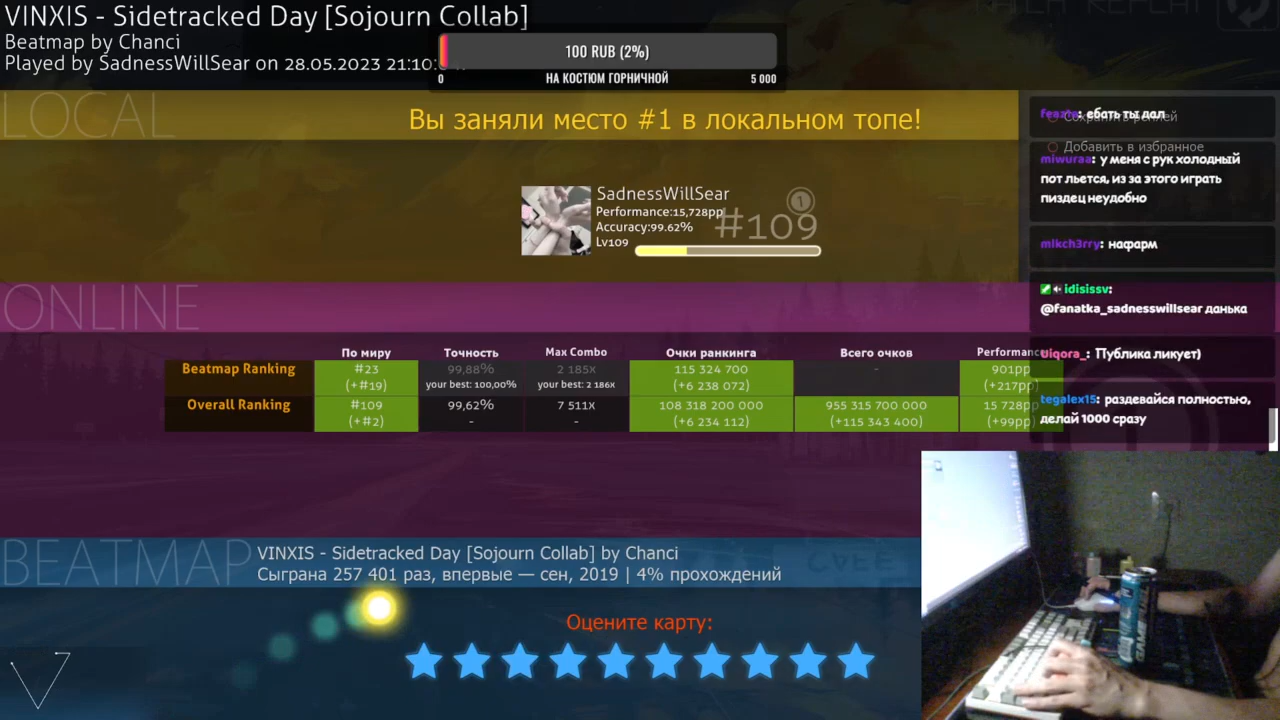 VINXIS - Sidetracked Day [Sojourn Collab]
Beatmap by Chanci
Played by SadnessWillSear on 28.05.2023 21:10:
100 RUB (2%)
0 НА КОСТЮМ ГОРНИЧНОЙ 5 000
LOCAL
Вы заняли место #1 в локальном топе!
SadnessWillSear
Performance:15,728pp
Accuracy:99.62%
Lv109
#109
1
ONLINE
По миру Точность Max Combo Очки ранкинга Всего очков Performance
Beatmap Ranking #23 99,88% 2 185x 115 324 700 - 901pp
(+#19) your best: 100,00% your best: 2 186x (+6 238 072) (+217pp)
Overall Ranking #109 99,62% 7 511x 108 318 200 000 955 315 700 000 15 728pp
(+#2) - - (+6 234 112) (+115 343 400) (+99pp)
BEATMAP
VINXIS - Sidetracked Day [Sojourn Collab] by Chanci
Сыграна 257 401 раз, впервые — сен, 2019 | 4% прохождений
Оцените карту:
ебать ты дал
Сохранить реплей
Добавить в избранное
miwuraa: у меня с рук холодный
пот льется, из за этого играть
пиздец неудобно
mikch3rry: нафарм
idisissv:
@fanatka_sadnesswillsear данька
Uiqora_: Публика ликует)
tegalex15: раздевайся полностью,
делай 1000 сразу